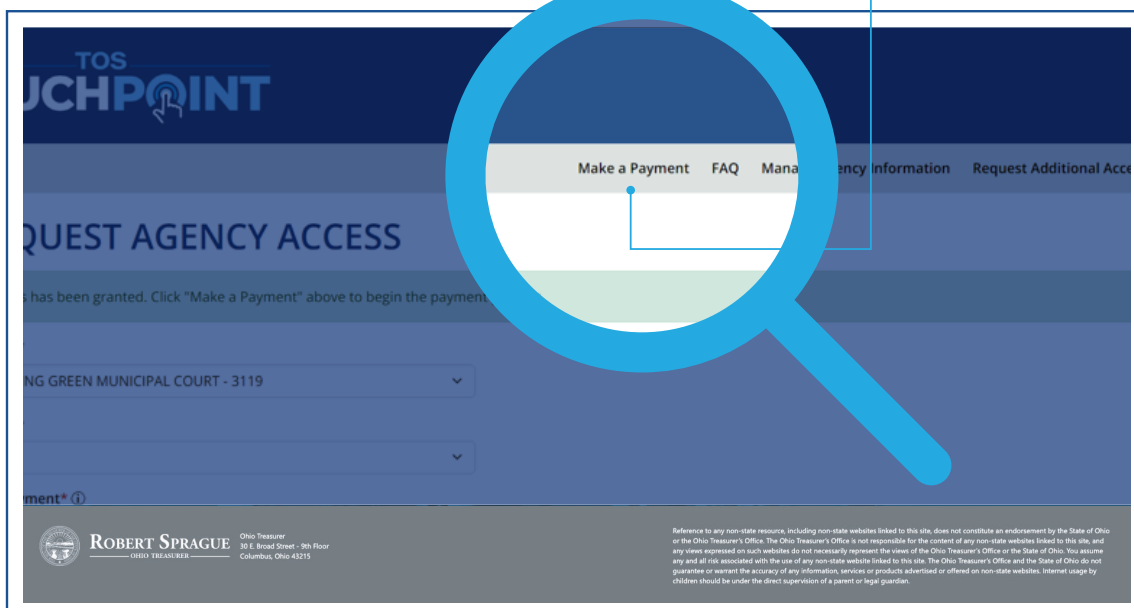 TOS
UCHPOINT
Make a Payment FAQ Mana ency Information Request Additional Acce
QUEST AGENCY ACCESS
s has been granted. Click "Make a Payment" above to begin the payment
NG GREEN MUNICIPAL COURT - 3119
ment* ⓘ
ROBERT SPRAGUE
OHIO TREASURER
Ohio Treasurer
30 E. Broad Street - 9th Floor
Columbus, Ohio 43215
Reference to any non-state resource, including non-state websites linked to this site, does not constitute an endorsement by the State of Ohio
or the Ohio Treasurer's Office. The Ohio Treasurer's Office is not responsible for the content of any non-state websites linked to this site, and
any views expressed on such websites do not necessarily represent the views of the Ohio Treasurer's Office or the State of Ohio. You assume
any and all risk associated with the use of any non-state website linked to this site. The Ohio Treasurer's Office and the State of Ohio do not
guarantee or warrant the accuracy of any information, services or products advertised or offered on non-state websites. Internet usage by
children should be under the direct supervision of a parent or legal guardian.